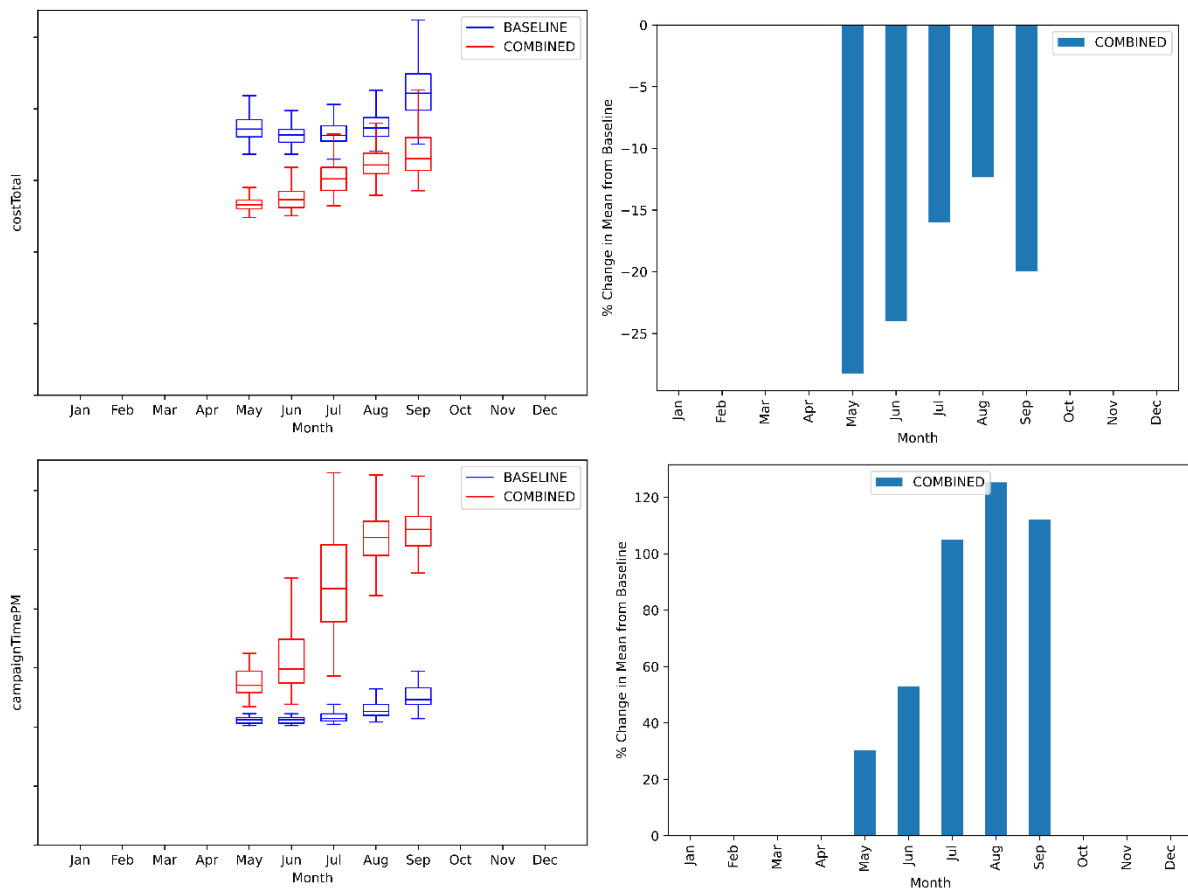 BASELINE
COMBINED
costTotal
Jan Feb Mar Apr May Jun Jul Aug Sep Oct Nov Dec
Month
COMBINED
% Change in Mean from Baseline
0
−5
−10
−15
−20
−25
Jan Feb Mar Apr May Jun Jul Aug Sep Oct Nov Dec
Month
BASELINE
COMBINED
campaignTimePM
Jan Feb Mar Apr May Jun Jul Aug Sep Oct Nov Dec
Month
COMBINED
% Change in Mean from Baseline
120
100
80
60
40
20
0
Jan Feb Mar Apr May Jun Jul Aug Sep Oct Nov Dec
Month